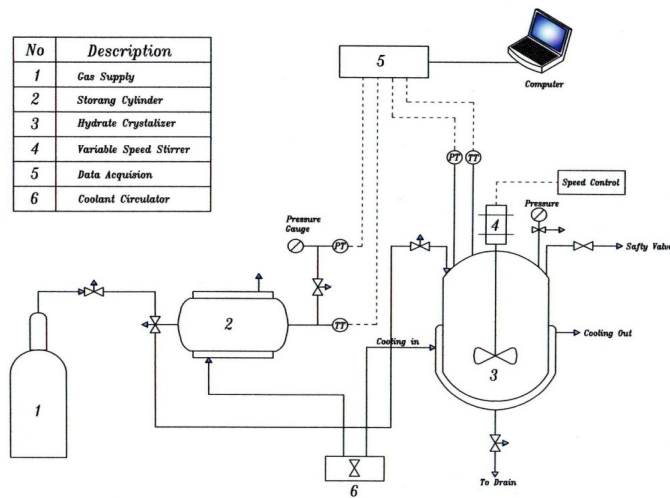 No Description
1 Gas Supply
2 Storang Cylinder
3 Hydrate Crystalizer
4 Variable Speed Stirrer
5 Data Acquision
6 Coolant Circulator
5
Computer
PT TT
Speed Control
Pressure
4
Pressure
Gauge
PT
Safty Valve
2
TT
Cooling in
Cooling Out
3
1
6
To Drain